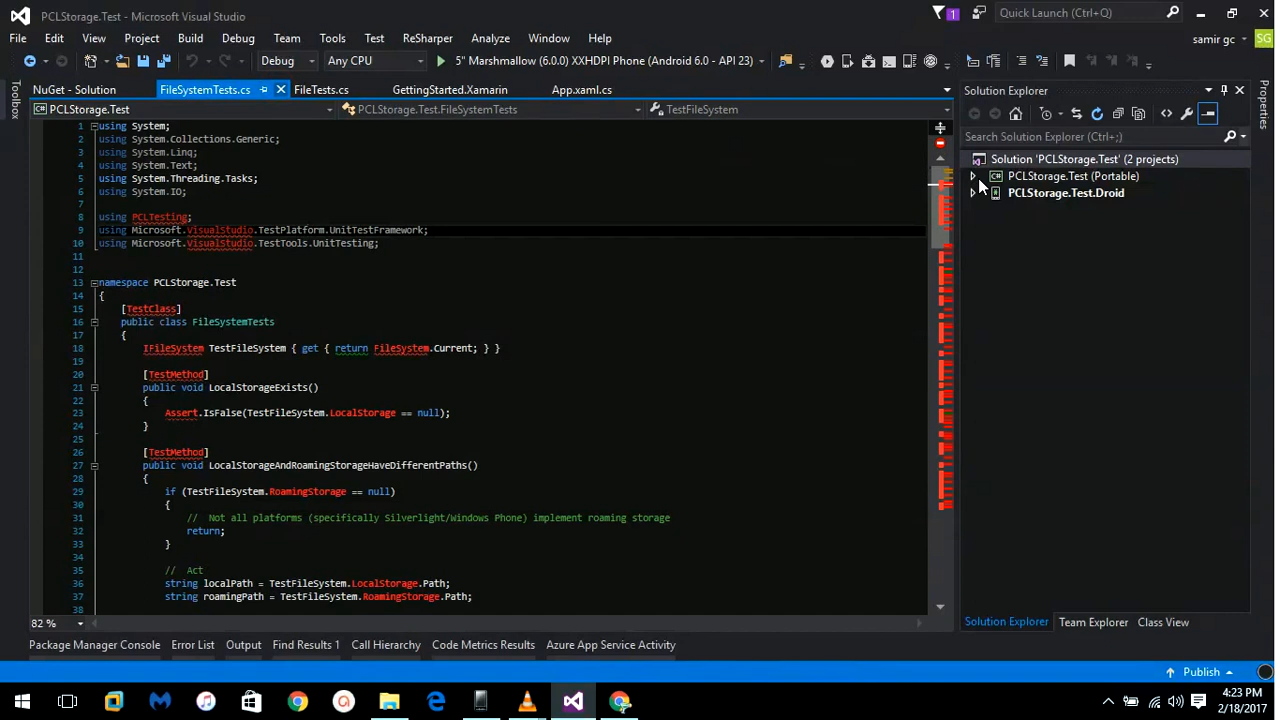 PCLStorage.Test - Microsoft Visual Studio
1
Quick Launch (Ctrl+Q)
File Edit View Project Build Debug Team Tools Test ReSharper Analyze Window Help
samir gc
SG
Debug Any CPU 5" Marshmallow (6.0.0) XXHDPI Phone (Android 6.0 - API 23)
Toolbox
NuGet - Solution FileSystemTests.cs FileTests.cs GettingStarted.Xamarin App.xaml.cs
PCLStorage.Test PCLStorage.Test.FileSystemTests TestFileSystem
1 using System;
2 using System.Collections.Generic;
3 using System.Linq;
4 using System.Text;
5 using System.Threading.Tasks;
6 using System.IO;
7
8 using PCLTesting;
9 using Microsoft.VisualStudio.TestPlatform.UnitTestFramework;
10 using Microsoft.VisualStudio.TestTools.UnitTesting;
11
12
13 namespace PCLStorage.Test
14 {
15 [TestClass]
16 public class FileSystemTests
17 {
18 IFileSystem TestFileSystem { get { return FileSystem.Current; } }
19
20 [TestMethod]
21 public void LocalStorageExists()
22 {
23 Assert.IsFalse(TestFileSystem.LocalStorage == null);
24 }
25
26 [TestMethod]
27 public void LocalStorageAndRoamingStorageHaveDifferentPaths()
28 {
29 if (TestFileSystem.RoamingStorage == null)
30 {
31 // Not all platforms (specifically Silverlight/Windows Phone) implement roaming storage
32 return;
33 }
34
35 // Act
36 string localPath = TestFileSystem.LocalStorage.Path;
37 string roamingPath = TestFileSystem.RoamingStorage.Path;
38
82 %
Solution Explorer
Search Solution Explorer (Ctrl+;)
Solution 'PCLStorage.Test' (2 projects)
PCLStorage.Test (Portable)
PCLStorage.Test.Droid
Properties
Solution Explorer Team Explorer Class View
Package Manager Console Error List Output Find Results 1 Call Hierarchy Code Metrics Results Azure App Service Activity
Publish
4:23 PM
2/18/2017